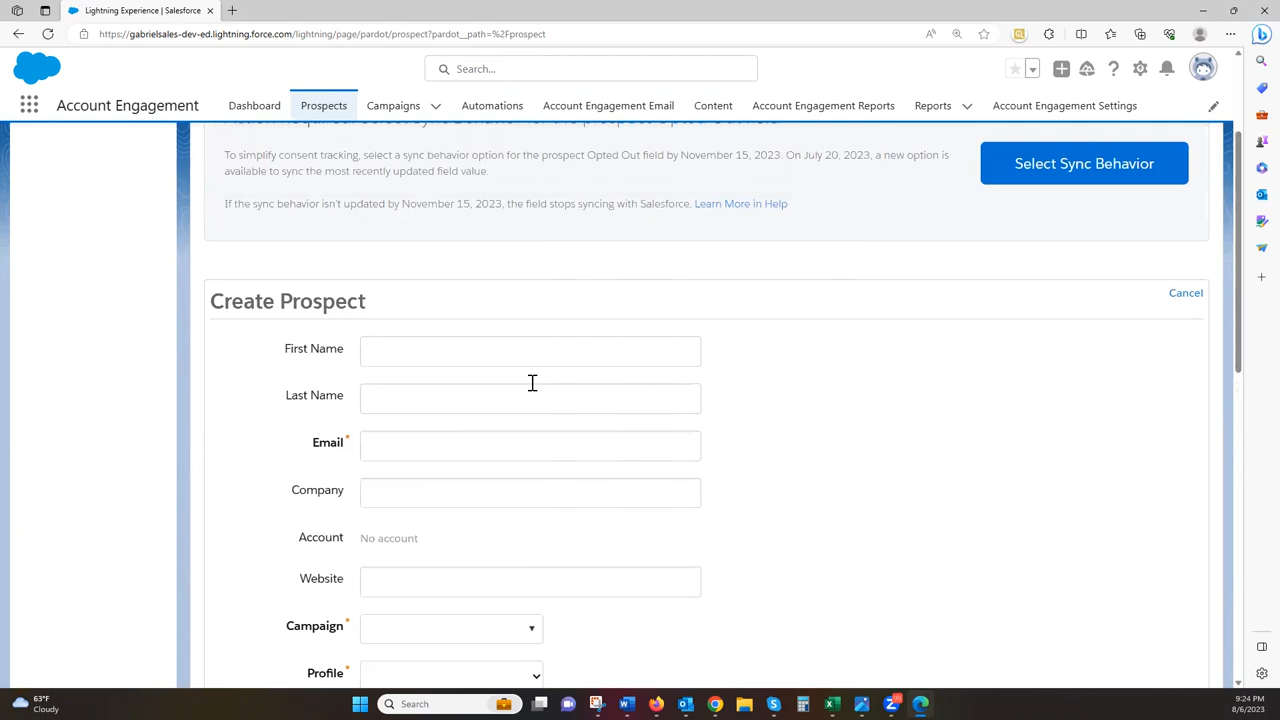 Lightning Experience | Salesforce
https://gabrielsales-dev-ed.lightning.force.com/lightning/page/pardot/prospect?pardot__path=%2Fprospect
Search...
Account Engagement
Dashboard
Prospects
Campaigns
Automations
Account Engagement Email
Content
Account Engagement Reports
Reports
Account Engagement Settings
To simplify consent tracking, select a sync behavior option for the prospect Opted Out field by November 15, 2023. On July 20, 2023, a new option is
available to sync the most recently updated field value.
Select Sync Behavior
If the sync behavior isn't updated by November 15, 2023, the field stops syncing with Salesforce. Learn More in Help
Create Prospect
Cancel
First Name
Last Name
Email*
Company
Account No account
Website
Campaign*
Profile*
63°F
Cloudy
Search
9:24 PM
8/6/2023